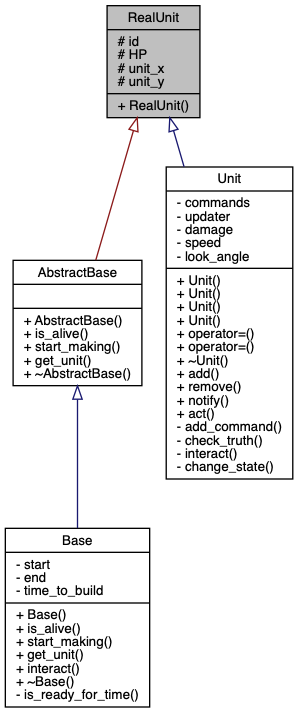 RealUnit
# id
# HP
# unit_x
# unit_y
+ RealUnit()
Unit
- commands
- updater
- damage
- speed
- look_angle
+ Unit()
+ Unit()
+ Unit()
+ Unit()
+ operator=()
+ operator=()
+ ~Unit()
+ add()
+ remove()
+ notify()
+ act()
- add_command()
- check_truth()
- interact()
- change_state()
AbstractBase
+ AbstractBase()
+ is_alive()
+ start_making()
+ get_unit()
+ ~AbstractBase()
Base
- start
- end
- time_to_build
+ Base()
+ is_alive()
+ start_making()
+ get_unit()
+ interact()
+ ~Base()
- is_ready_for_time()